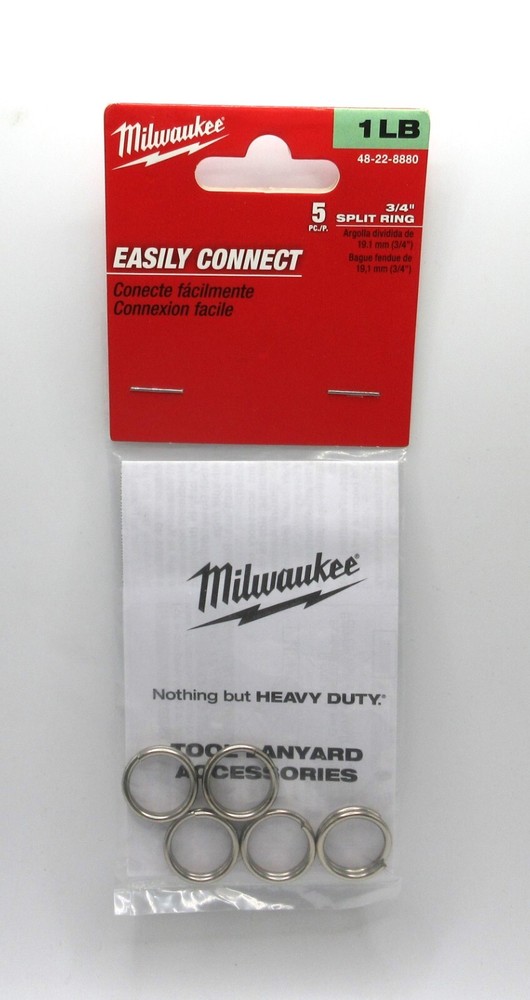 Milwaukee
1 LB
48-22-8880
5
PC./P.
3/4"
SPLIT RING
Argolla dividida de
19.1 mm (3/4")
Bague fendue de
19,1 mm (3/4")
EASILY CONNECT
Conecte fácilmente
Connexion facile
Milwaukee®
Nothing but HEAVY DUTY.®
TOOL LANYARD
ACCESSORIES